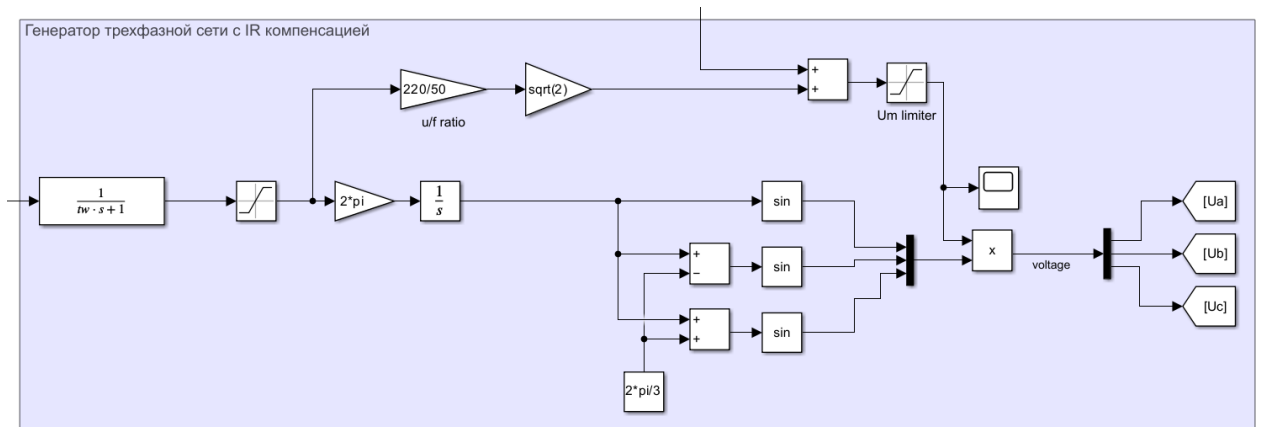 Генератор трехфазной сети с IR компенсацией
220/50
sqrt(2)
+
+
u/f ratio
Um limiter
1
tw · s + 1
2*pi
1
s
sin
[Ua]
+
−
sin
x
voltage
[Ub]
+
+
sin
[Uc]
2*pi/3